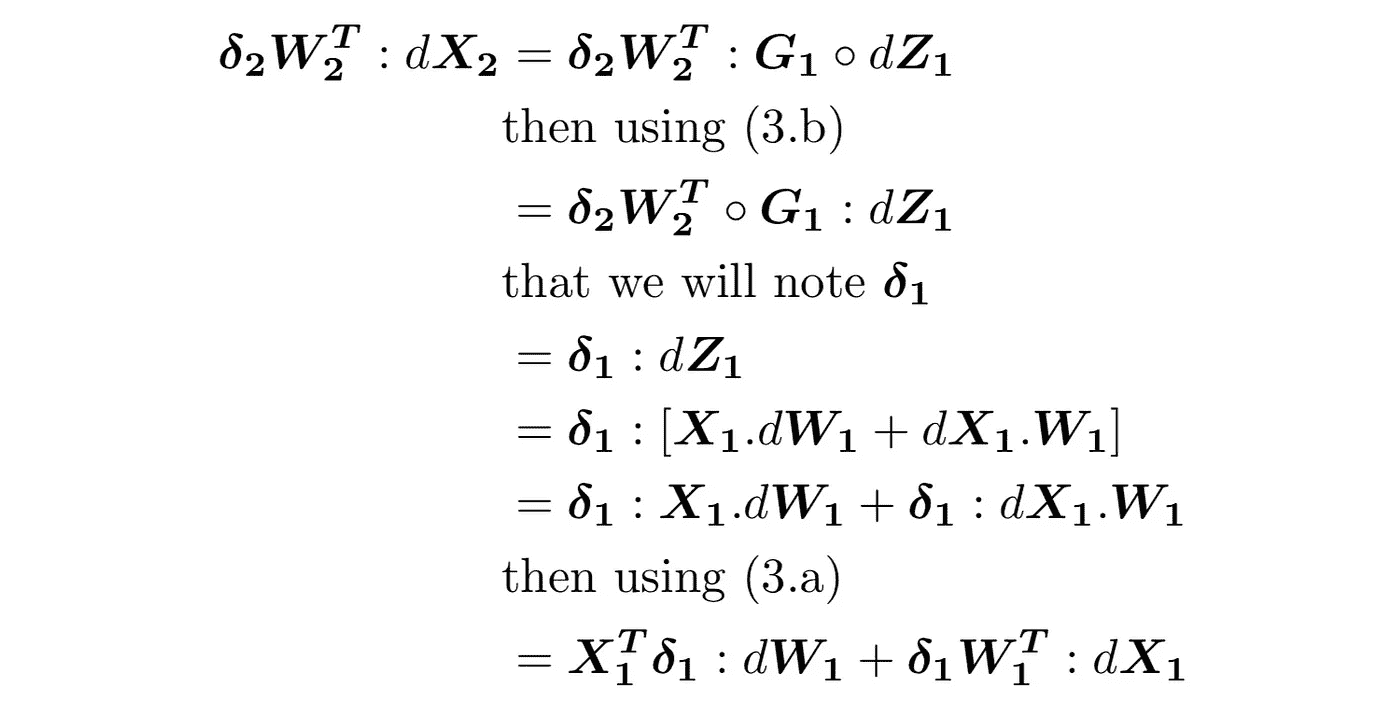 δ₂W₂ᵀ : dX₂ = δ₂W₂ᵀ : G₁ ∘ dZ₁
then using (3.b)
= δ₂W₂ᵀ ∘ G₁ : dZ₁
that we will note δ₁
= δ₁ : dZ₁
= δ₁ : [X₁.dW₁ + dX₁.W₁]
= δ₁ : X₁.dW₁ + δ₁ : dX₁.W₁
then using (3.a)
= X₁ᵀδ₁ : dW₁ + δ₁W₁ᵀ : dX₁